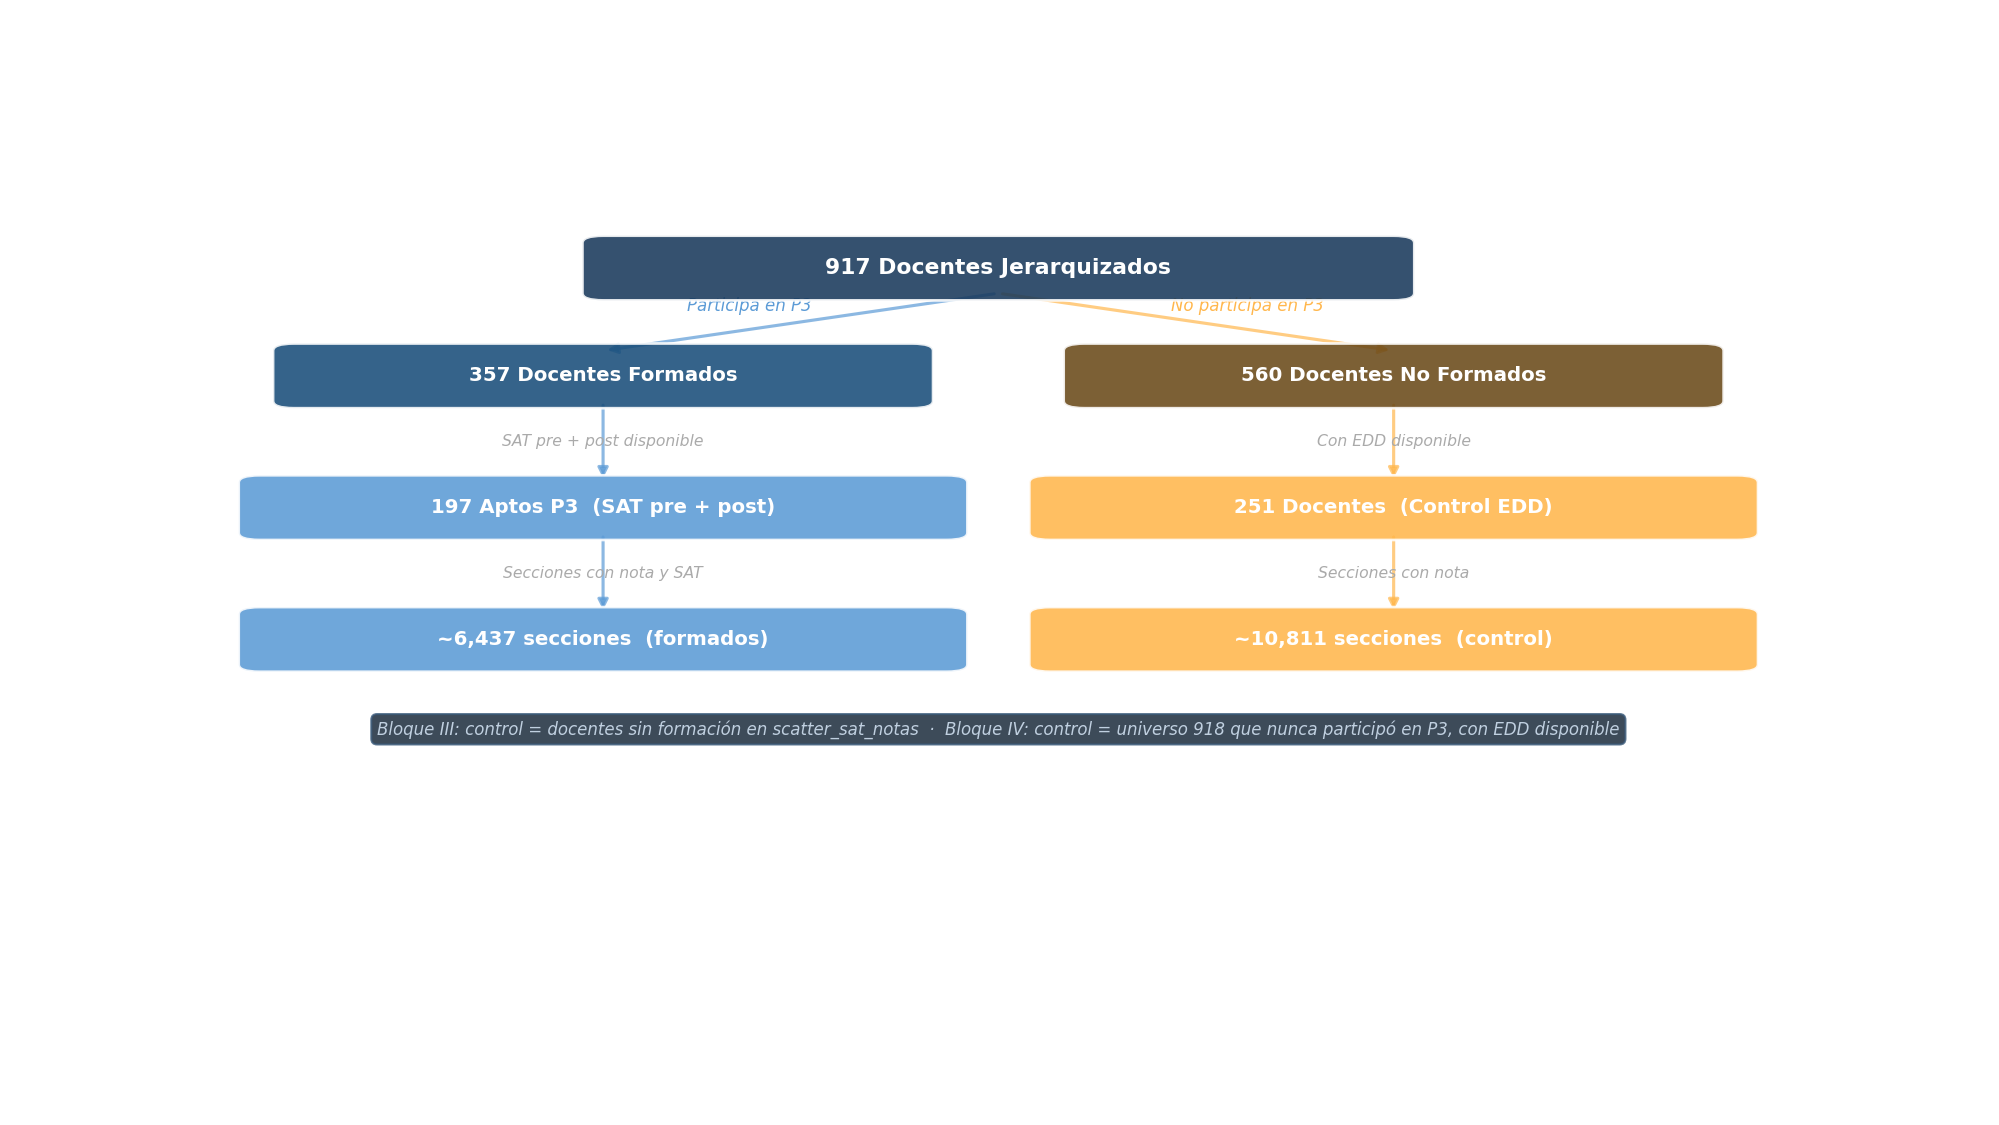 917 Docentes Jerarquizados
Participa en P3
No participa en P3
357 Docentes Formados
560 Docentes No Formados
SAT pre + post disponible
Con EDD disponible
197 Aptos P3 (SAT pre + post)
251 Docentes (Control EDD)
Secciones con nota y SAT
Secciones con nota
~6,437 secciones (formados)
~10,811 secciones (control)
Bloque III: control = docentes sin formación en scatter_sat_notas · Bloque IV: control = universo 918 que nunca participó en P3, con EDD disponible